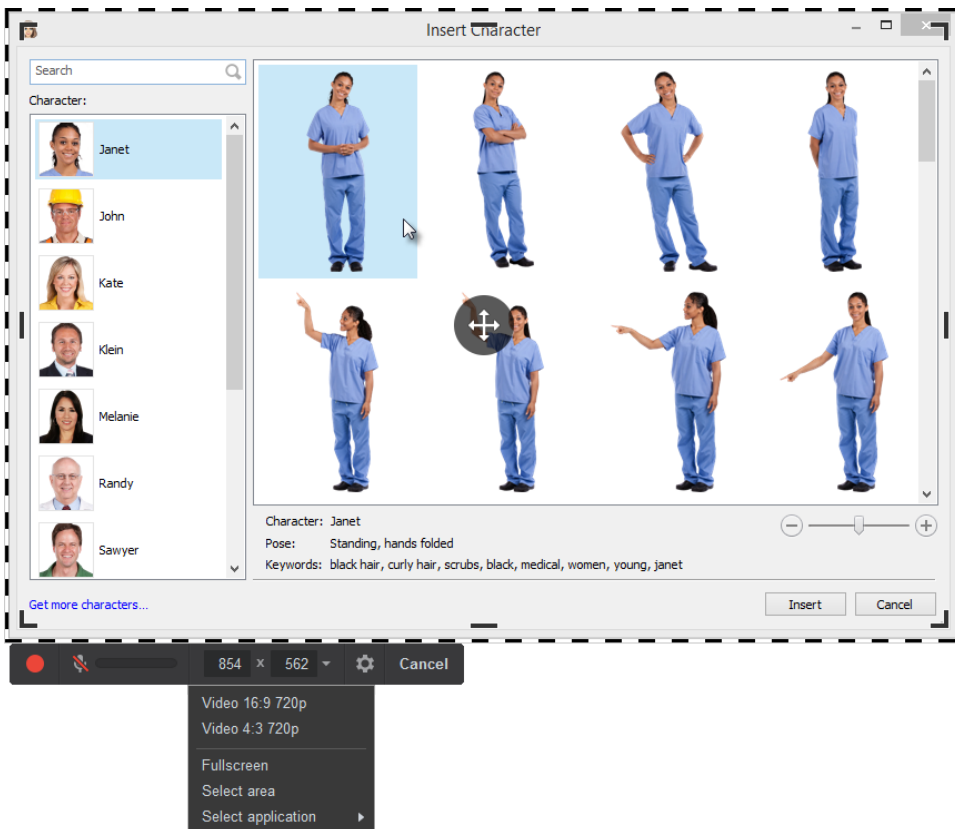 Insert Character
Search
Character:
Janet
John
Kate
Klein
Melanie
Randy
Sawyer
Character: Janet
Pose: Standing, hands folded
Keywords: black hair, curly hair, scrubs, black, medical, women, young, janet
Get more characters...
Insert Cancel
854 x 562 Cancel
Video 16:9 720p
Video 4:3 720p
Fullscreen
Select area
Select application